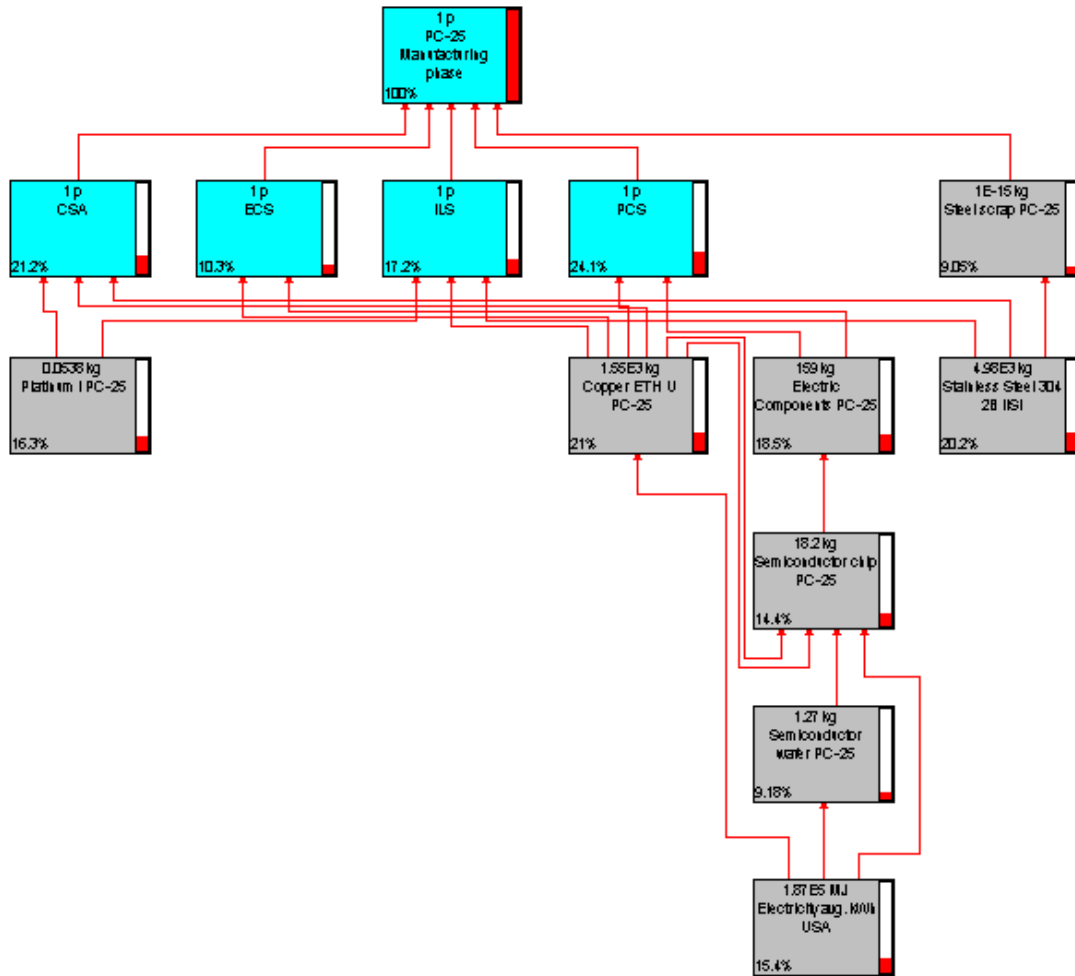 1 p
PC-25
Manufacturing
phase
100%
1 p
CSA
21.2%
1 p
ECS
10.3%
1 p
ILS
17.2%
1 p
PCS
24.1%
1E-15 kg
Steel scrap PC-25
9.05%
0.0538 kg
Platinum I PC-25
16.3%
1.55E3 kg
Copper ETH U
PC-25
21%
159 kg
Electric
Components PC-25
18.5%
4.98E3 kg
Stainless Steel 304
2B IISI
20.2%
18.2 kg
Semiconductor chip
PC-25
14.4%
1.27 kg
Semiconductor
wafer PC-25
9.18%
1.87E5 MJ
Electricity avg. kWh
USA
15.4%